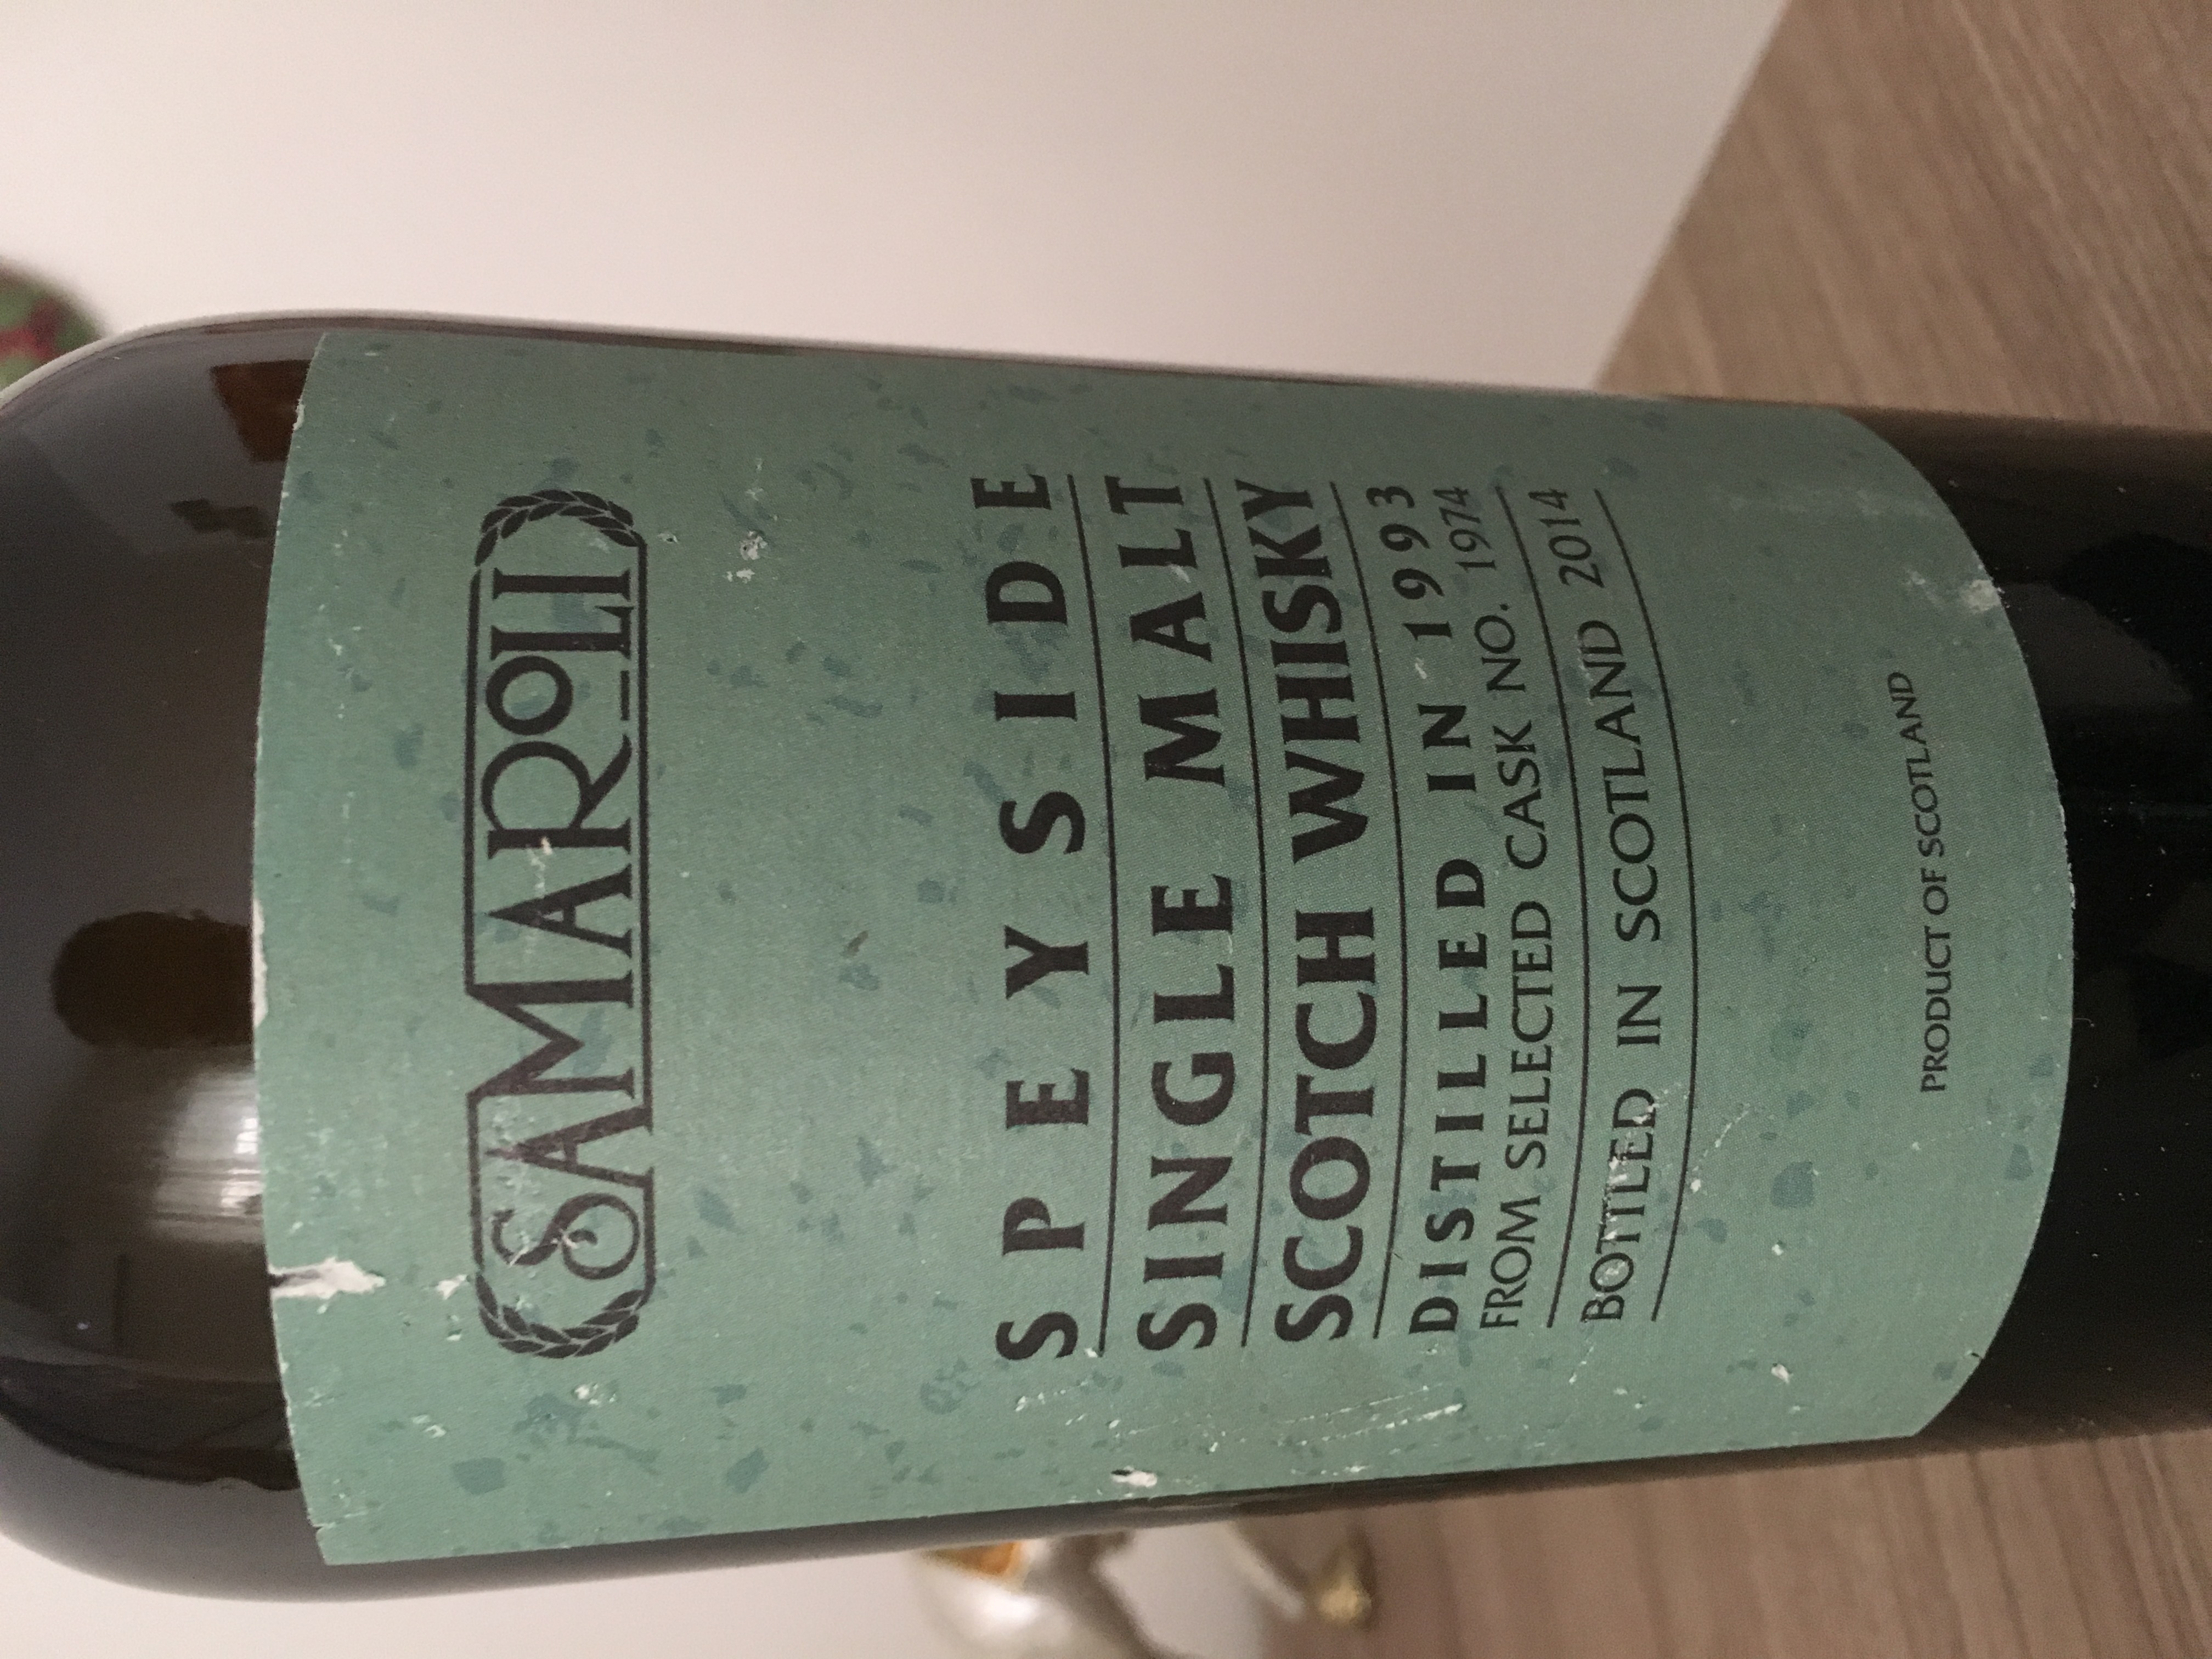 SAMAROLI
SPEYSIDE
SINGLE MALT
SCOTCH WHISKY
DISTILLED IN 1993
FROM SELECTED CASK NO. 1974
BOTTLED IN SCOTLAND 2014
PRODUCT OF SCOTLAND